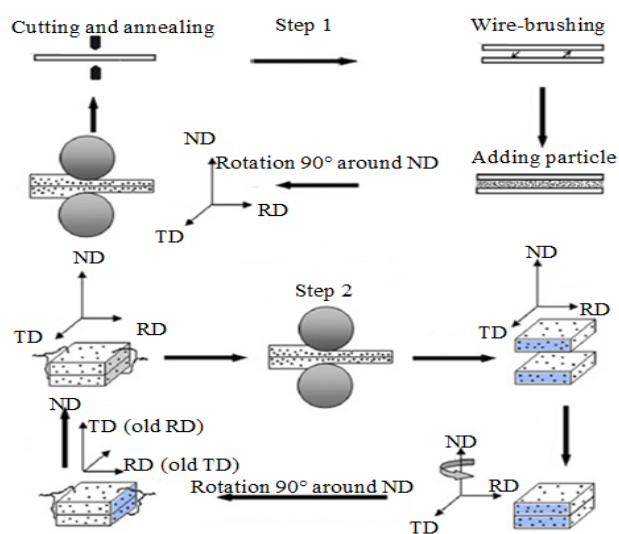 Cutting and annealing
Step 1
Wire-brushing
ND
Rotation 90° around ND
Adding particle
RD
TD
ND
TD
RD
Step 2
ND
RD
TD
ND
TD (old RD)
RD (old TD)
Rotation 90° around ND
ND
RD
TD